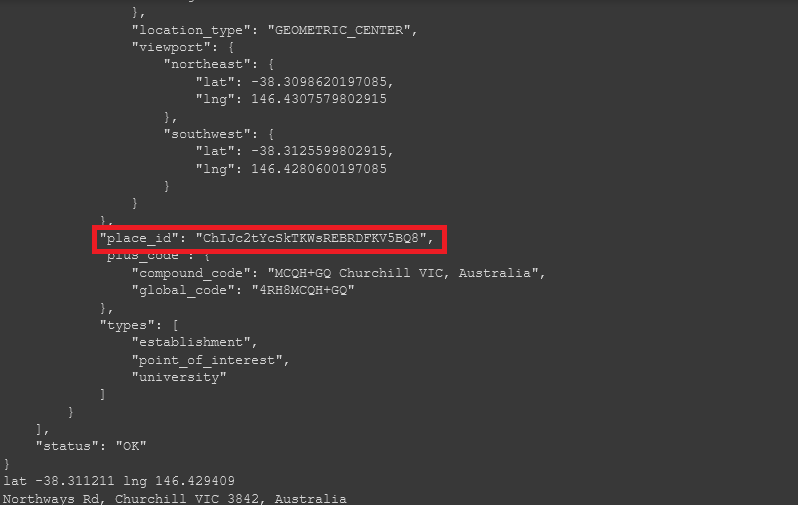 },
"location_type": "GEOMETRIC_CENTER",
"viewport": {
"northeast": {
"lat": -38.3098620197085,
"lng": 146.4307579802915
},
"southwest": {
"lat": -38.3125599802915,
"lng": 146.4280600197085
}
}
},
"place_id": "ChIJc2tYcSkTKWsREBRDFKV5BQ8",
"plus_code": {
"compound_code": "MCQH+GQ Churchill VIC, Australia",
"global_code": "4RH8MCQH+GQ"
},
"types": [
"establishment",
"point_of_interest",
"university"
]
}
],
"status": "OK"
}
lat -38.311211 lng 146.429409
Northways Rd, Churchill VIC 3842, Australia